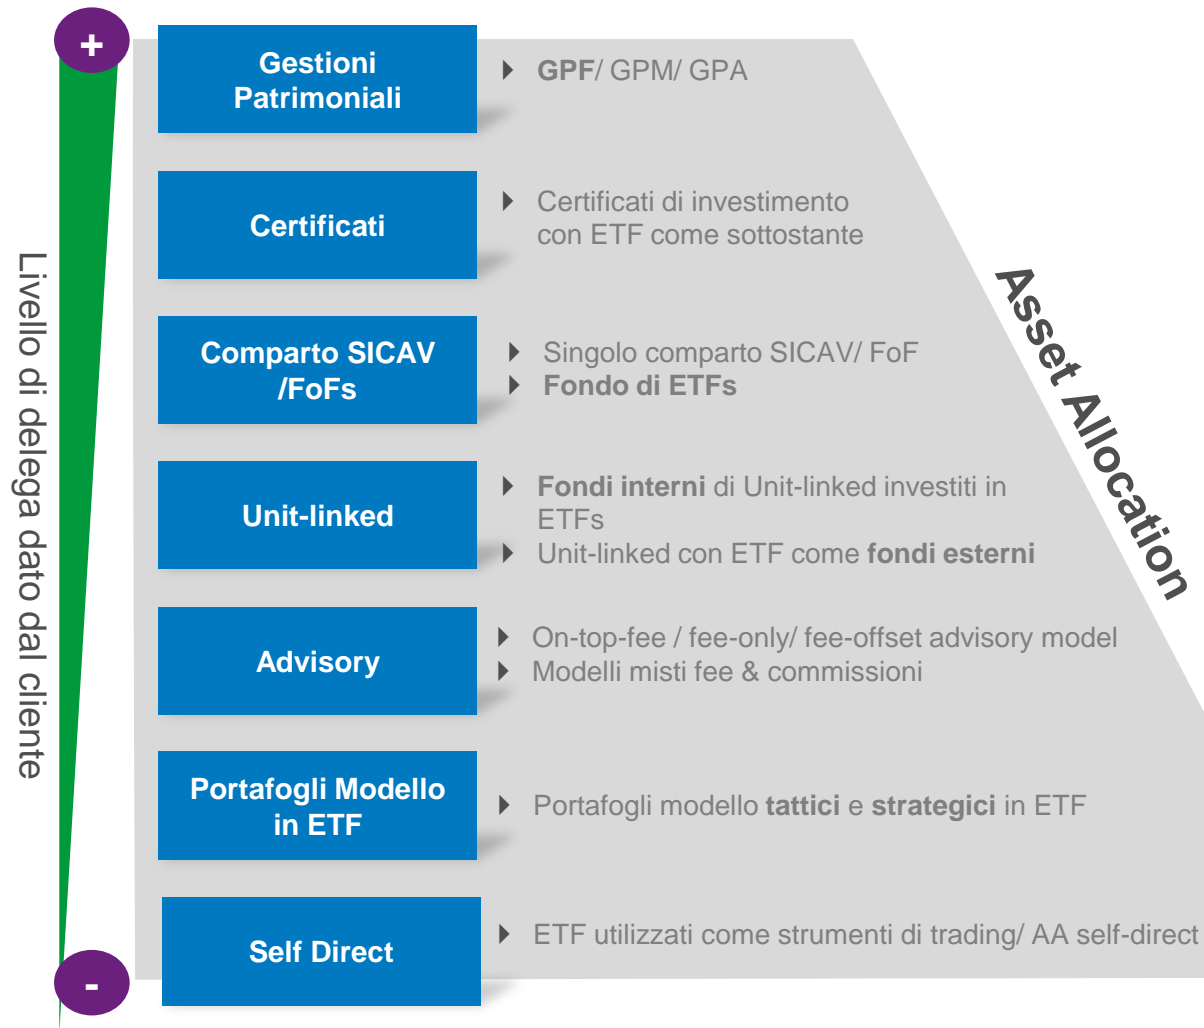 +
Gestioni
Patrimoniali
GPF/ GPM/ GPA
Certificati
Certificati di investimento
con ETF come sottostante
Comparto SICAV
/FoFs
Singolo comparto SICAV/ FoF
Fondo di ETFs
Unit-linked
Fondi interni di Unit-linked investiti in
ETFs
Unit-linked con ETF come fondi esterni
Advisory
On-top-fee / fee-only/ fee-offset advisory model
Modelli misti fee & commissioni
Portafogli Modello
in ETF
Portafogli modello tattici e strategici in ETF
Self Direct
ETF utilizzati come strumenti di trading/ AA self-direct
-
Livello di delega dato dal cliente
Asset Allocation